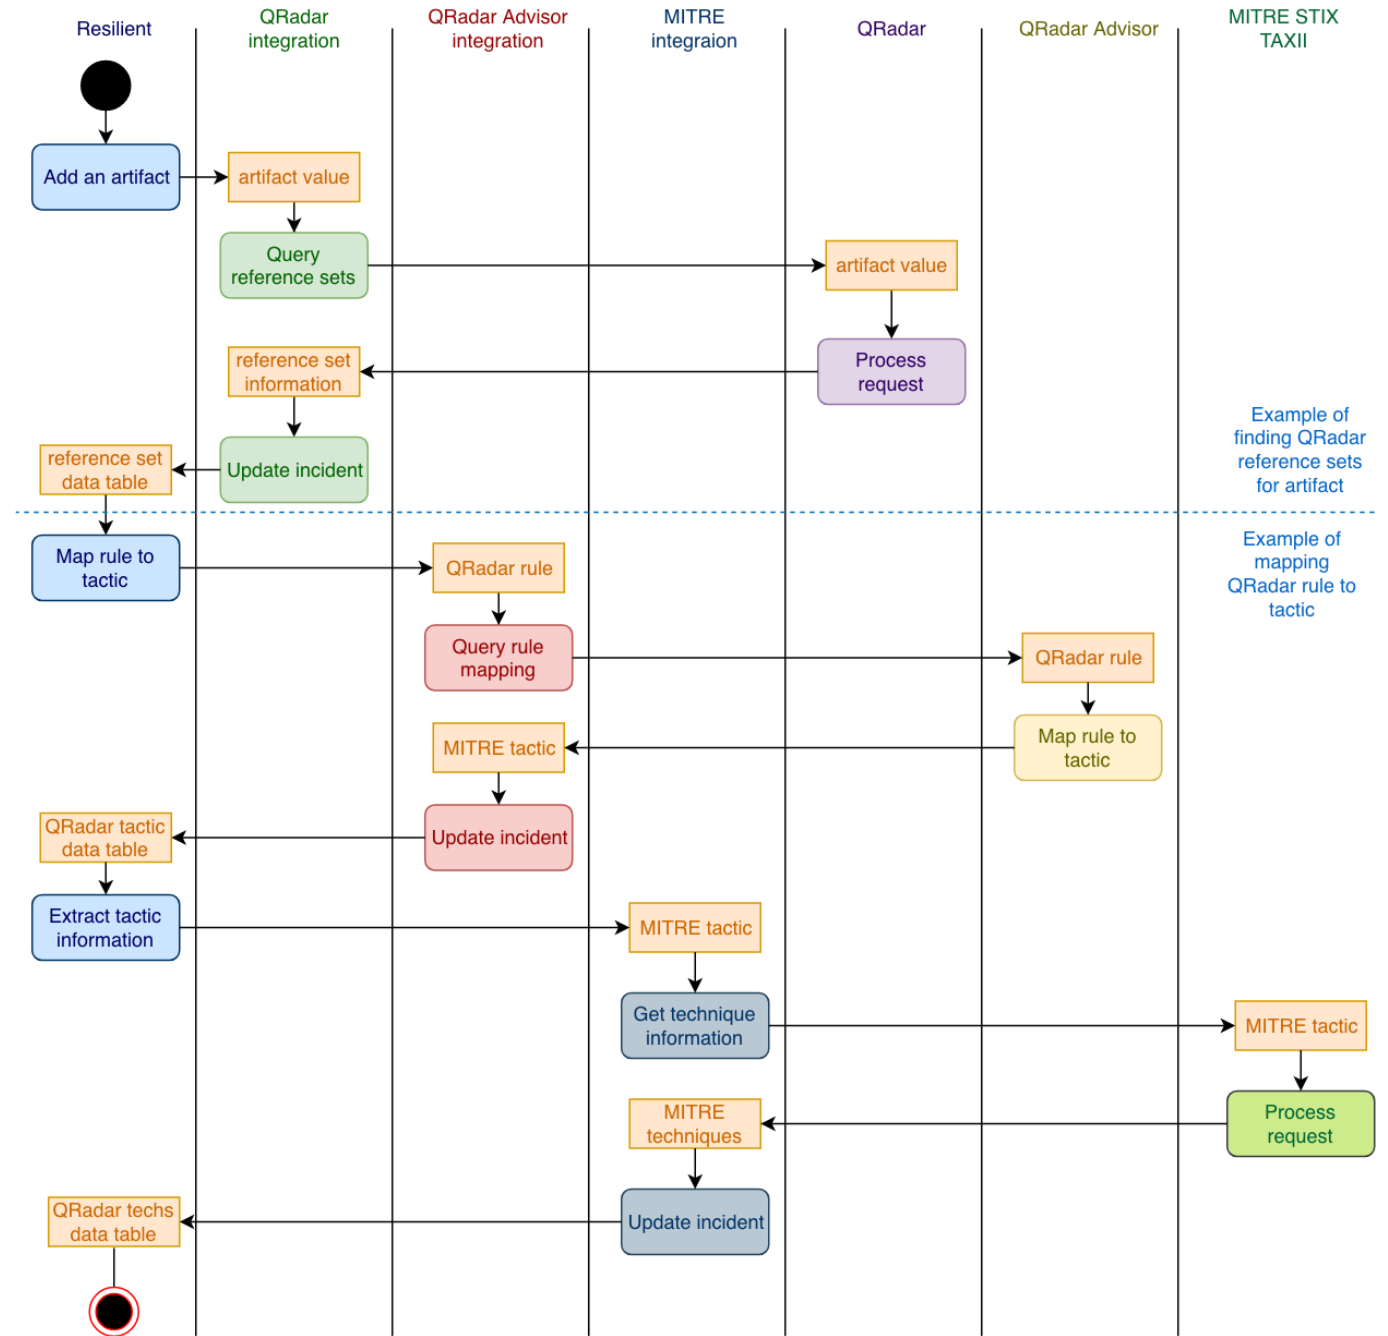 Resilient
QRadar
integration
QRadar Advisor
integration
MITRE
integraion
QRadar
QRadar Advisor
MITRE STIX
TAXII
Add an artifact
artifact value
Query
reference sets
artifact value
Process
request
reference set
information
Update incident
reference set
data table
Example of
finding QRadar
reference sets
for artifact
Example of
mapping
QRadar rule to
tactic
Map rule to
tactic
QRadar rule
Query rule
mapping
QRadar rule
Map rule to
tactic
MITRE tactic
Update incident
QRadar tactic
data table
Extract tactic
information
MITRE tactic
Get technique
information
MITRE tactic
Process
request
MITRE
techniques
Update incident
QRadar techs
data table